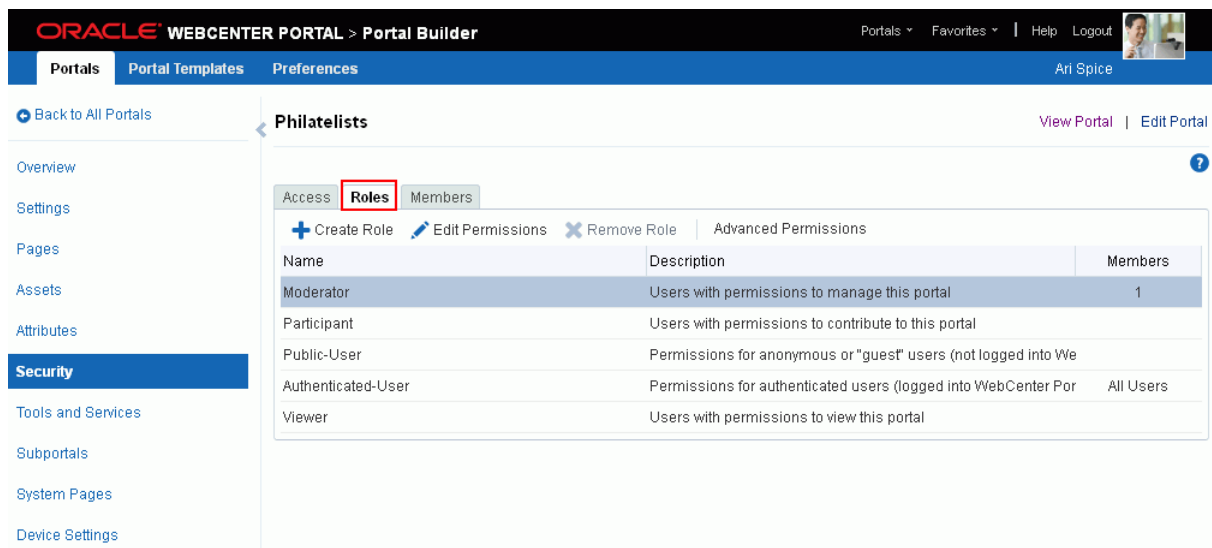 ORACLE WEBCENTER PORTAL > Portal Builder
Portals Favorites | Help Logout
Portals Portal Templates Preferences
Ari Spice
Back to All Portals
Philatelists
View Portal | Edit Portal
Overview
Settings
Pages
Assets
Attributes
Security
Tools and Services
Subportals
System Pages
Device Settings
Access Roles Members
Create Role Edit Permissions Remove Role Advanced Permissions
Name Description Members
Moderator Users with permissions to manage this portal 1
Participant Users with permissions to contribute to this portal
Public-User Permissions for anonymous or "guest" users (not logged into We
Authenticated-User Permissions for authenticated users (logged into WebCenter Por All Users
Viewer Users with permissions to view this portal